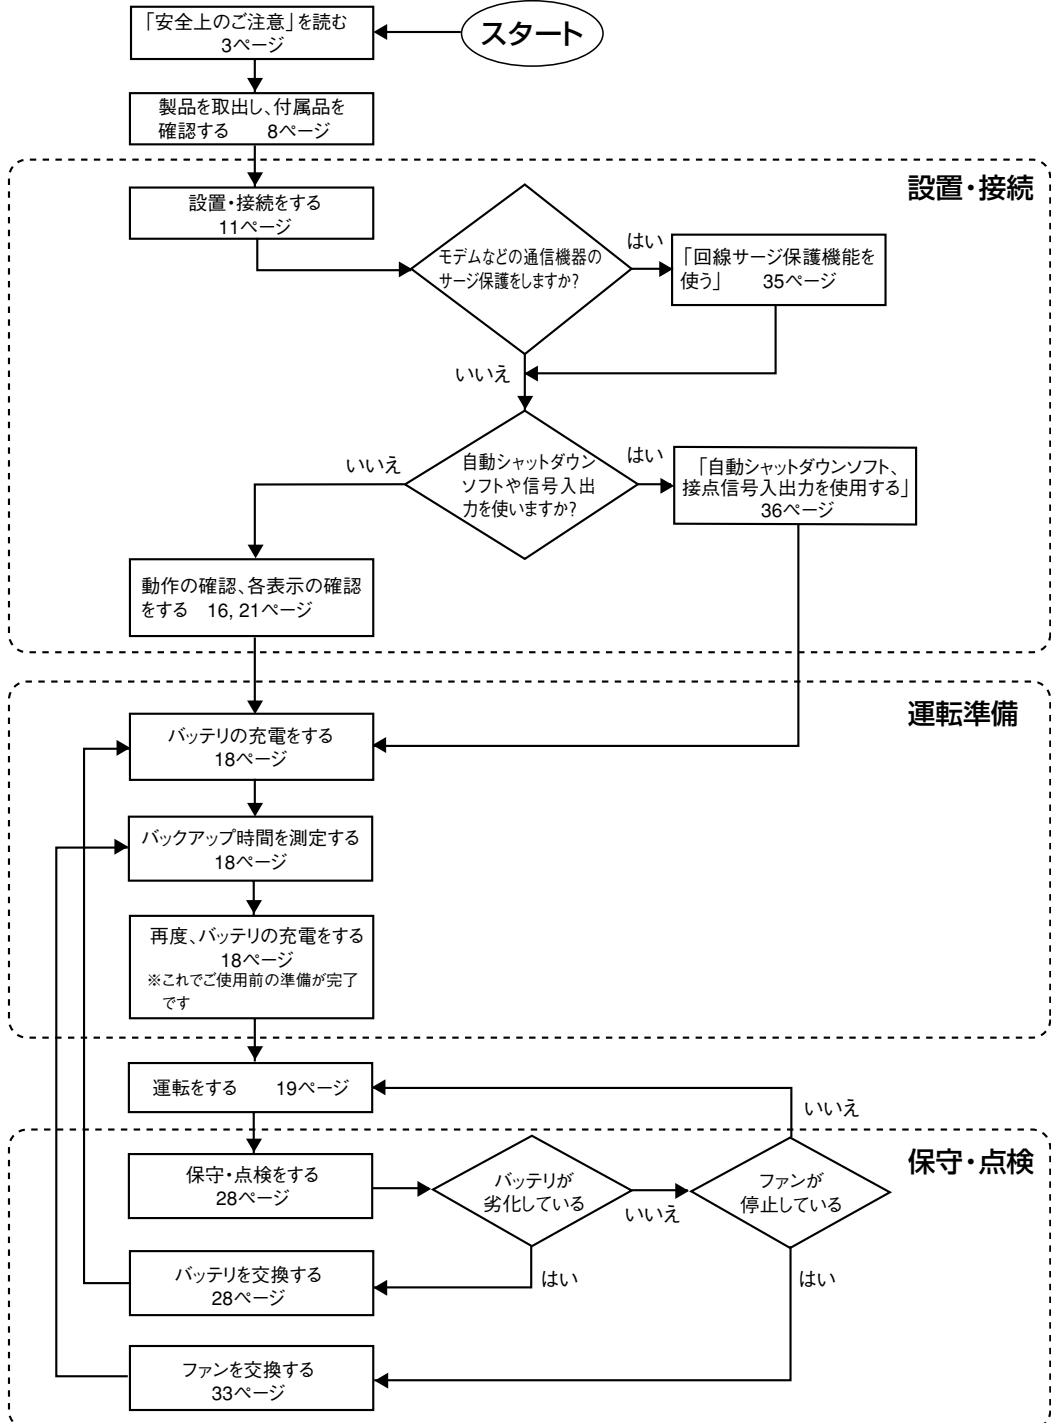 スタート
「安全上のご注意」を読む
3ページ
製品を取出し、付属品を
確認する 8ページ
設置・接続
設置・接続をする
11ページ
モデムなどの通信機器の
サージ保護をしますか?
はい
「回線サージ保護機能を
使う」 35ページ
いいえ
自動シャットダウン
ソフトや信号入出
力を使いますか?
はい
「自動シャットダウンソフト、
接点信号入出力を使用する」
36ページ
いいえ
動作の確認、各表示の確認
をする 16, 21ページ
運転準備
バッテリの充電をする
18ページ
バックアップ時間を測定する
18ページ
再度、バッテリの充電をする
18ページ
※これでご使用前の準備が完了
です
運転をする 19ページ
いいえ
保守・点検
保守・点検をする
28ページ
バッテリが
劣化している
いいえ
ファンが
停止している
はい
はい
バッテリを交換する
28ページ
ファンを交換する
33ページ